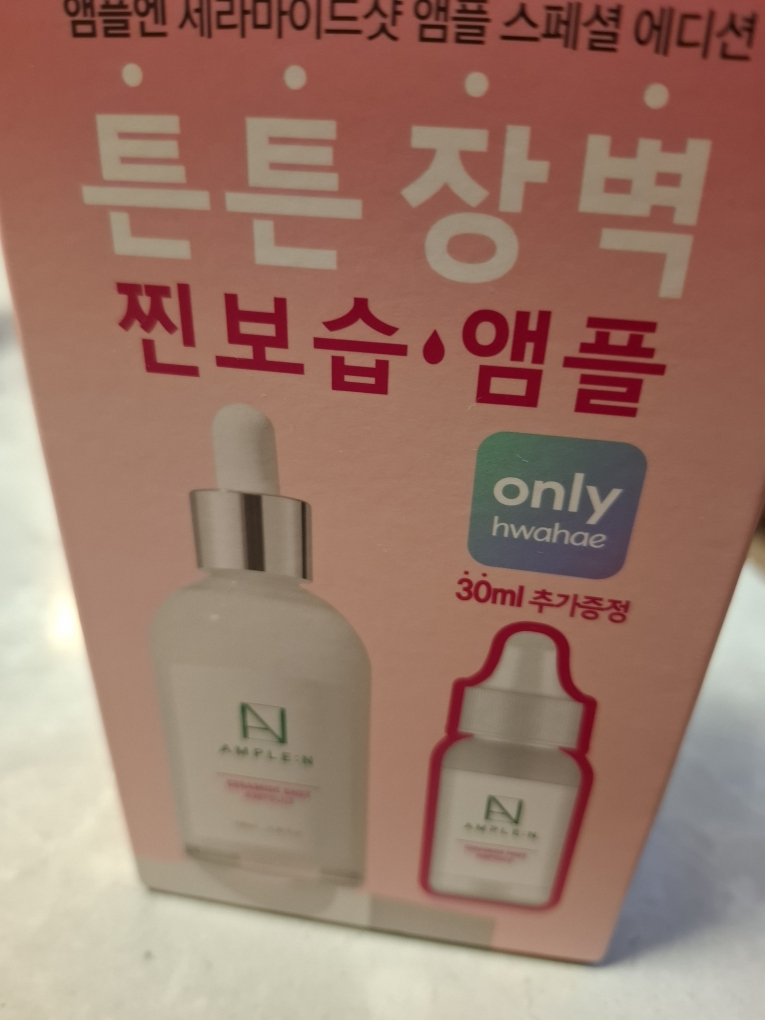 앰플엔 세라마이드샷 앰플 스페셜 에디션
튼튼장벽
찐보습앰플
only
hwahae
30ml 추가증정
AMPLE:N
AMPLE:N